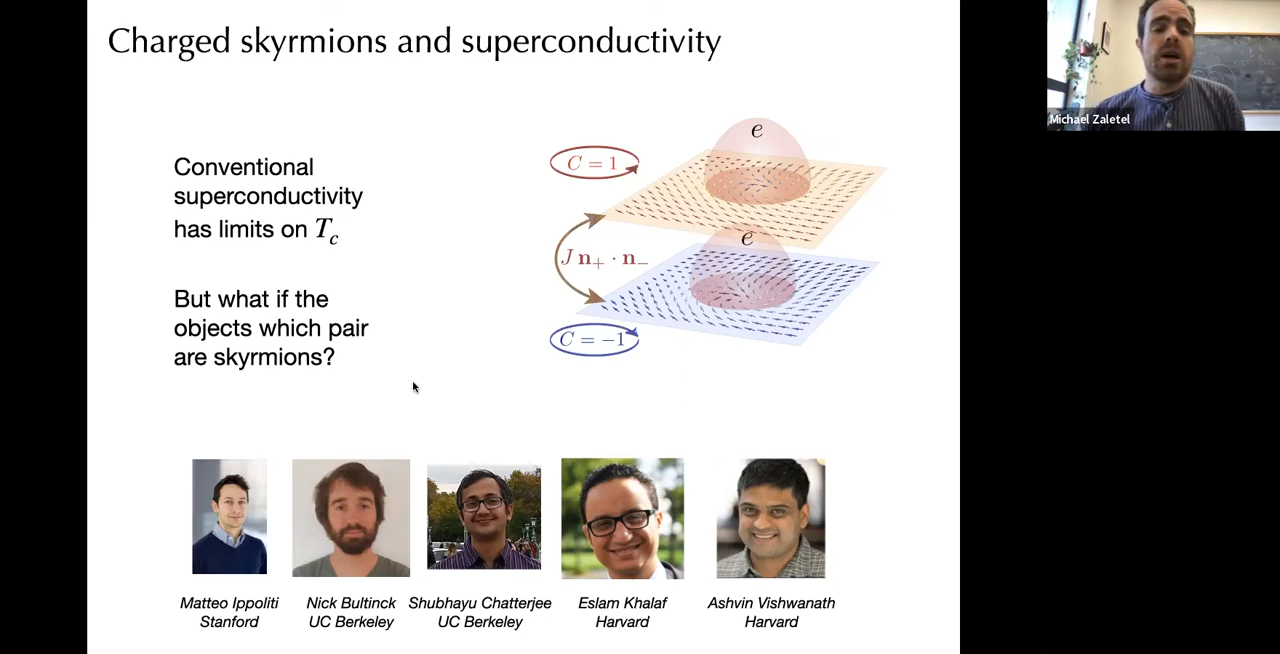 Charged skyrmions and superconductivity
Conventional
superconductivity
has limits on T_c
But what if the
objects which pair
are skyrmions?
e
C = 1
e
J n₊ · n₋
C = −1
Michael Zaletel
Matteo Ippoliti
Stanford
Nick Bultinck
UC Berkeley
Shubhayu Chatterjee
UC Berkeley
Eslam Khalaf
Harvard
Ashvin Vishwanath
Harvard